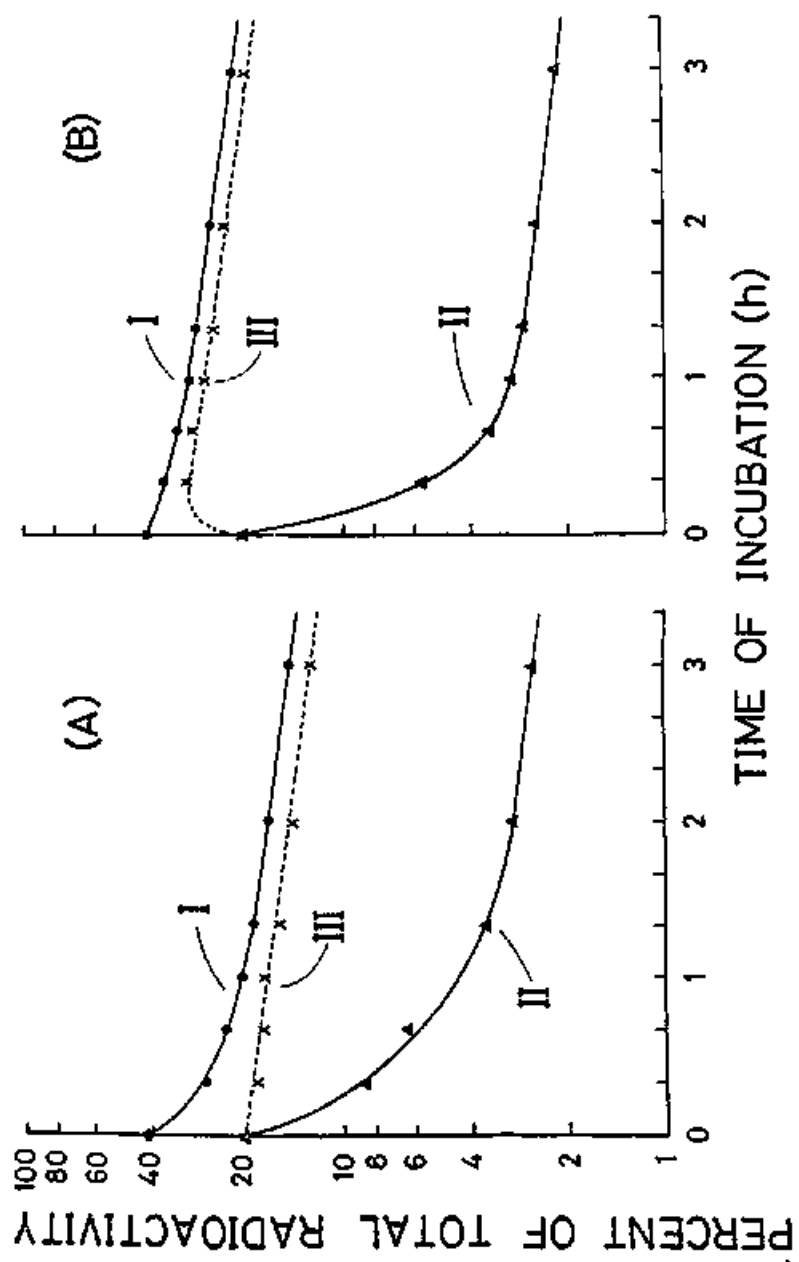 PERCENT OF TOTAL RADIOACTIVITY
100
80
60
40
20
10
8
6
4
2
1
(A)
I
III
II
0 1 2 3
(B)
I
III
II
0 1 2 3
TIME OF INCUBATION (h)